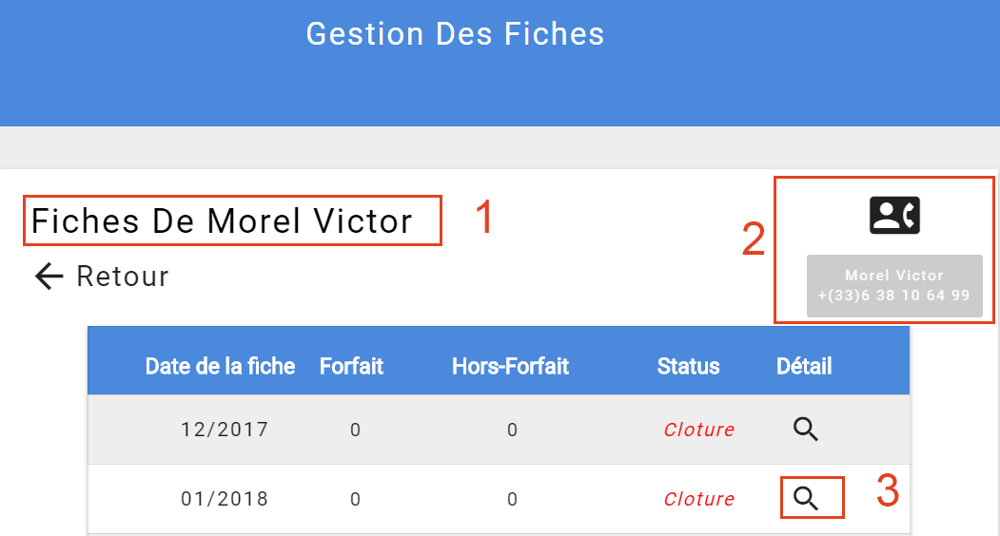 Gestion Des Fiches
Fiches De Morel Victor 1
2
Retour
Morel Victor
+(33)6 38 10 64 99
Date de la fiche Forfait Hors-Forfait Status Détail
12/2017 0 0 Cloture
01/2018 0 0 Cloture 3